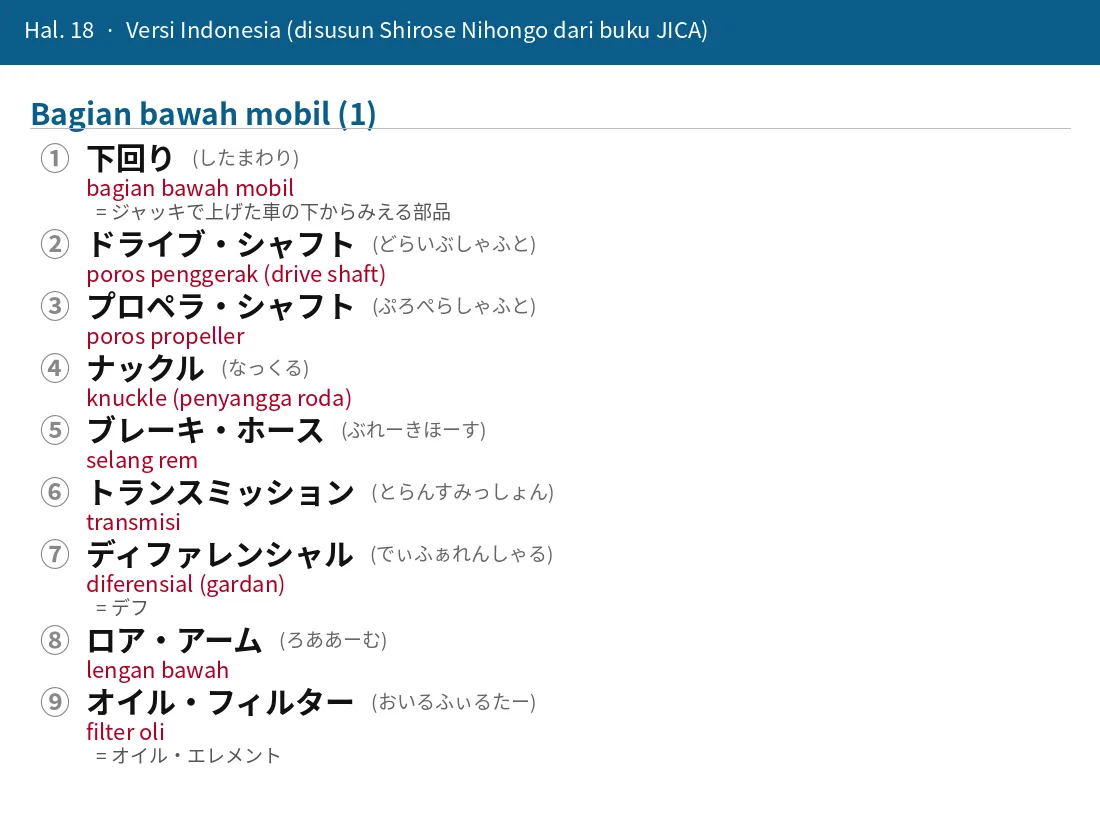 Hal. 18 · Versi Indonesia (disusun Shirose Nihongo dari buku JICA)
Bagian bawah mobil (1)
① 下回り (したまわり)
bagian bawah mobil
= ジャッキで上げた車の下からみえる部品
② ドライブ・シャフト (どらいぶしゃふと)
poros penggerak (drive shaft)
③ プロペラ・シャフト (ぷろぺらしゃふと)
poros propeller
④ ナックル (なっくる)
knuckle (penyangga roda)
⑤ ブレーキ・ホース (ぶれーきほーす)
selang rem
⑥ トランスミッション (とらんすみっしょん)
transmisi
⑦ ディファレンシャル (でぃふぁれんしゃる)
diferensial (gardan)
= デフ
⑧ ロア・アーム (ろああーむ)
lengan bawah
⑨ オイル・フィルター (おいるふぃるたー)
filter oli
= オイル・エレメント